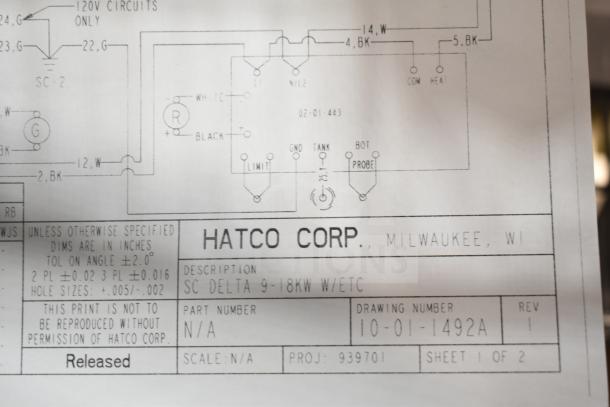 120V CIRCUITS
ONLY
24,G
14,W
23,G
22,G
4,BK
5,BK
SC-2
COM HEAT
WHITE
02-01-443
R
G
BLACK
GND TANK BOT
12,W
LIMIT
PROBE
2,BK
RB
WJS
UNLESS OTHERWISE SPECIFIED
DIMS ARE IN INCHES
TOL ON ANGLE ±2.0°
2 PL ±0.02 3 PL ±0.016
HOLE SIZES: +.005/-.002
HATCO CORP., MILWAUKEE, WI
DESCRIPTION
SC DELTA 9-18KW W/ETC
THIS PRINT IS NOT TO
BE REPRODUCED WITHOUT
PERMISSION OF HATCO CORP.
PART NUMBER
N/A
DRAWING NUMBER
10-01-1492A
REV
1
Released
SCALE: N/A
PROJ: 939701
SHEET 1 OF 2